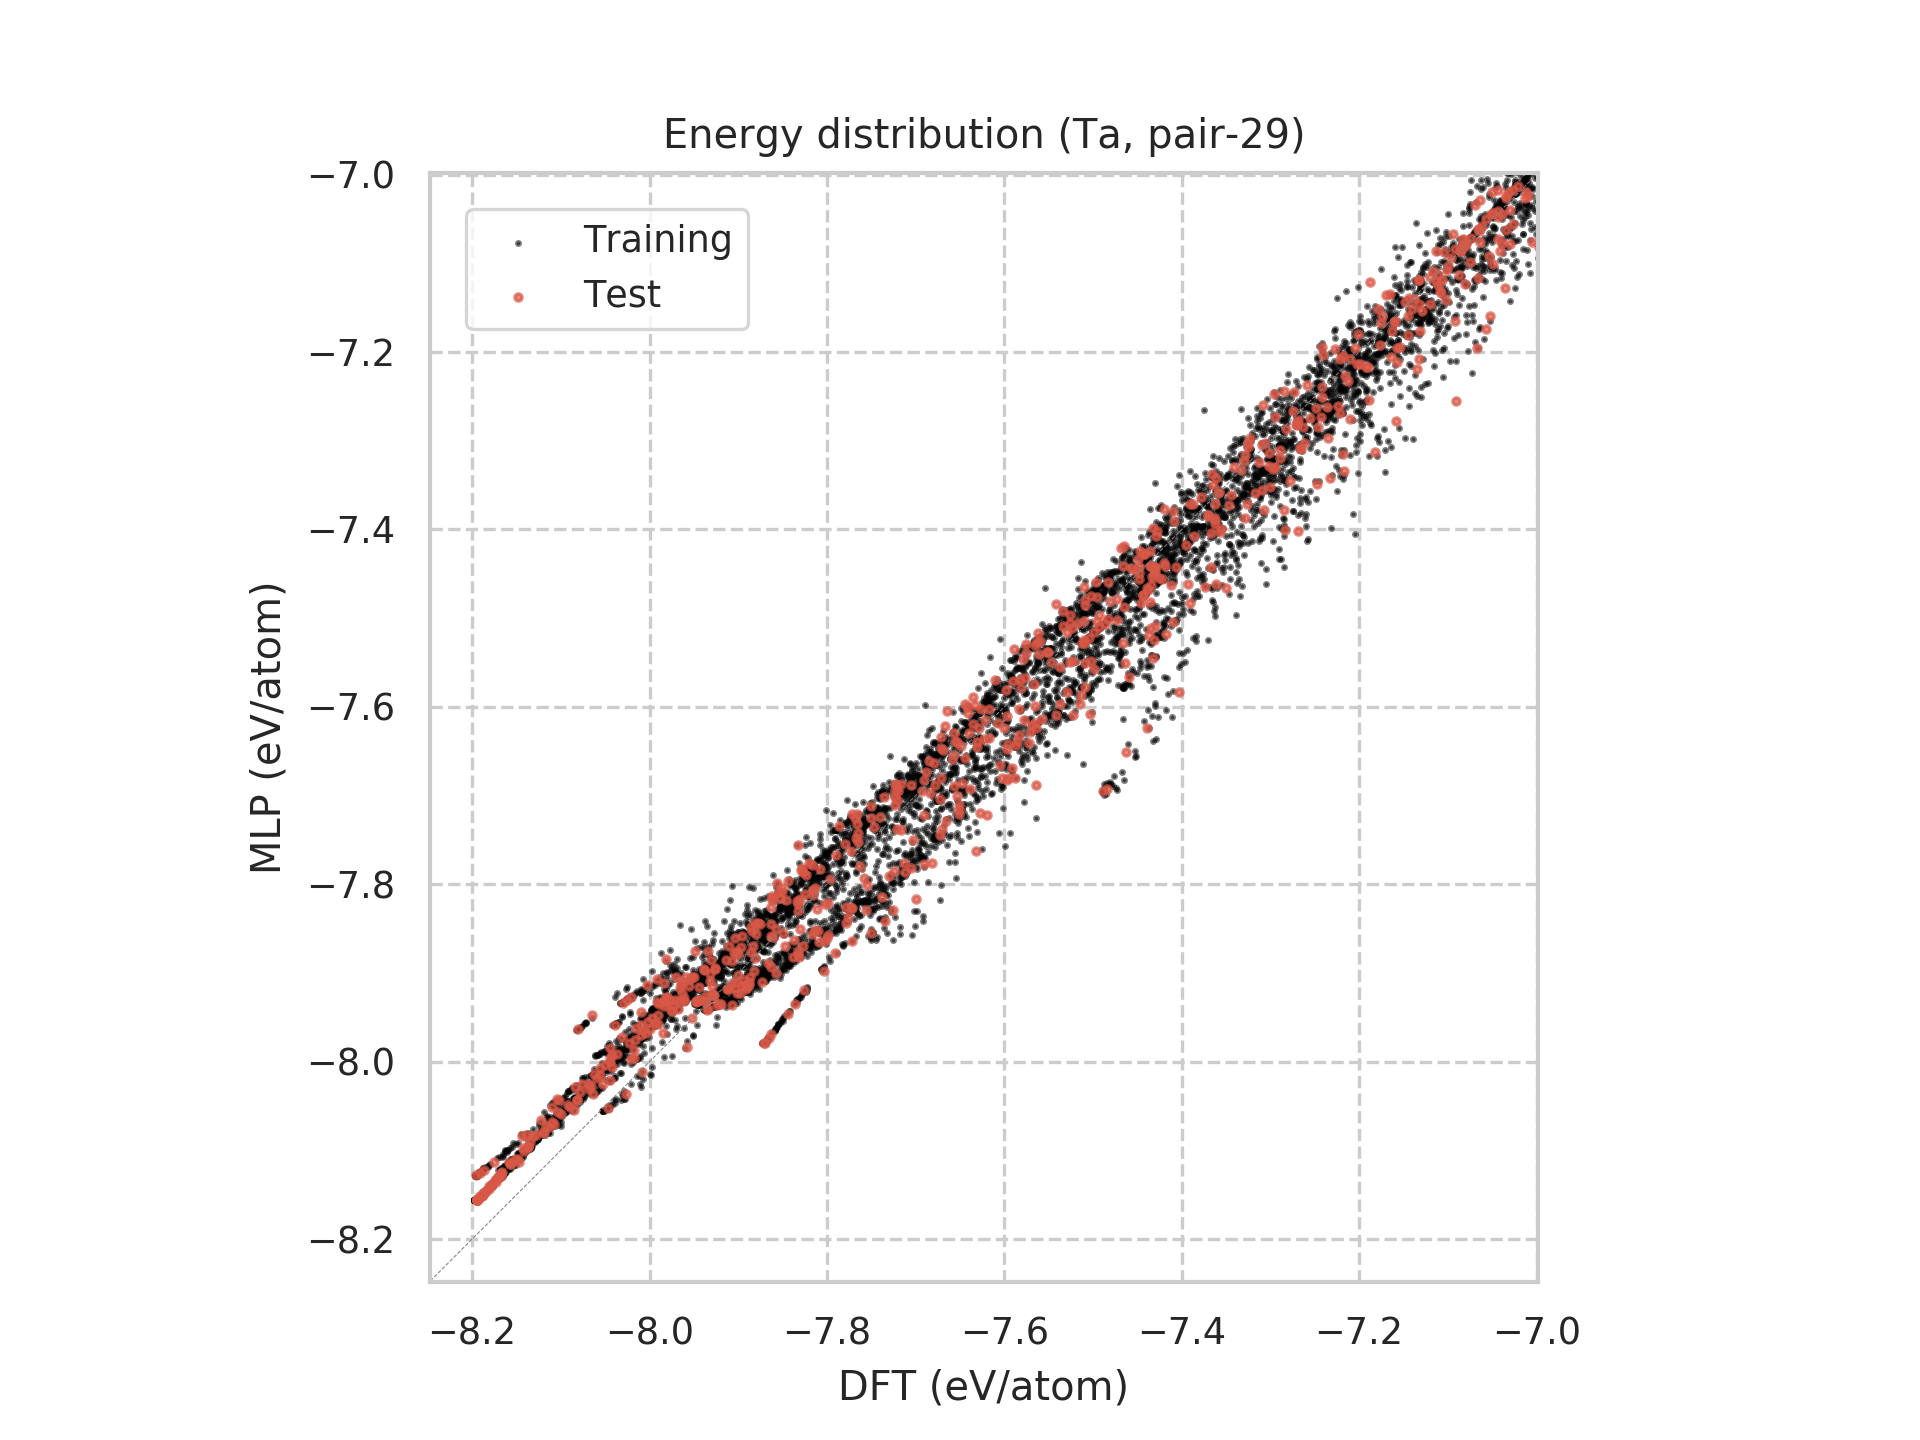 Energy distribution (Ta, pair-29)
−7.0
−7.2
−7.4
−7.6
−7.8
−8.0
−8.2
MLP (eV/atom)
Training
Test
−8.2 −8.0 −7.8 −7.6 −7.4 −7.2 −7.0
DFT (eV/atom)